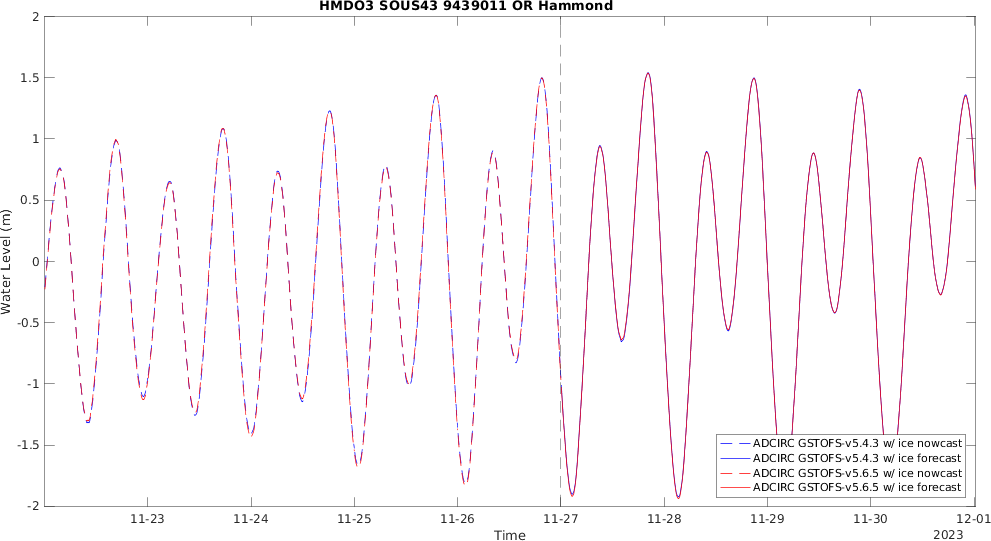 HMDO3 SOUS43 9439011 OR Hammond
2
1.5
1
0.5
0
-0.5
-1
-1.5
-2
Water Level (m)
ADCIRC GSTOFS-v5.4.3 w/ ice nowcast
ADCIRC GSTOFS-v5.4.3 w/ ice forecast
ADCIRC GSTOFS-v5.6.5 w/ ice nowcast
ADCIRC GSTOFS-v5.6.5 w/ ice forecast
11-23 11-24 11-25 11-26 11-27 11-28 11-29 11-30 12-01
Time
2023